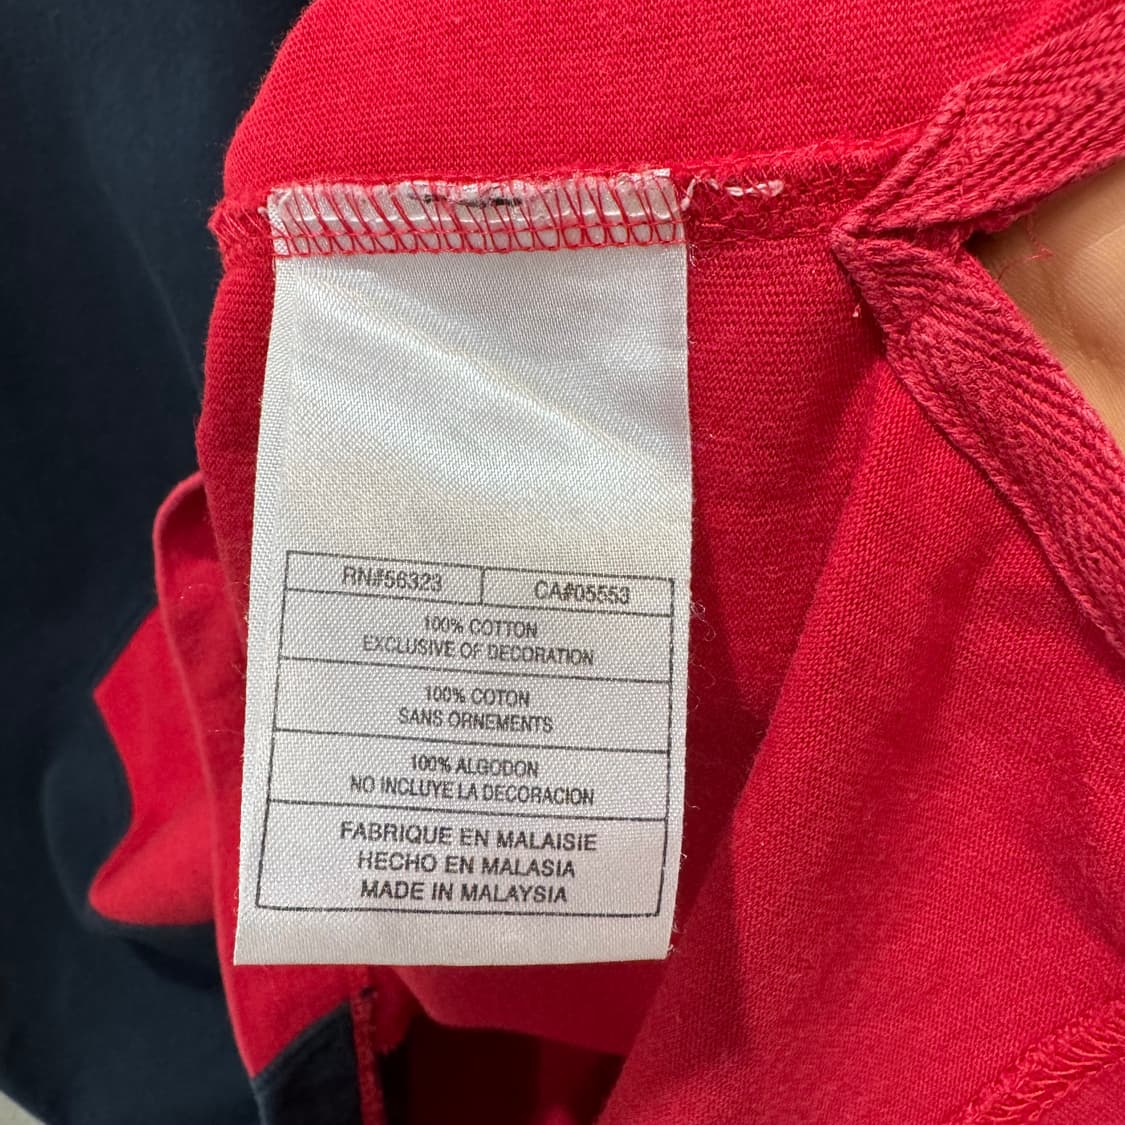 RN#56323 CA#05553
100% COTTON
EXCLUSIVE OF DECORATION
100% COTON
SANS ORNEMENTS
100% ALGODON
NO INCLUYE LA DECORACION
FABRIQUE EN MALAISIE
HECHO EN MALASIA
MADE IN MALAYSIA